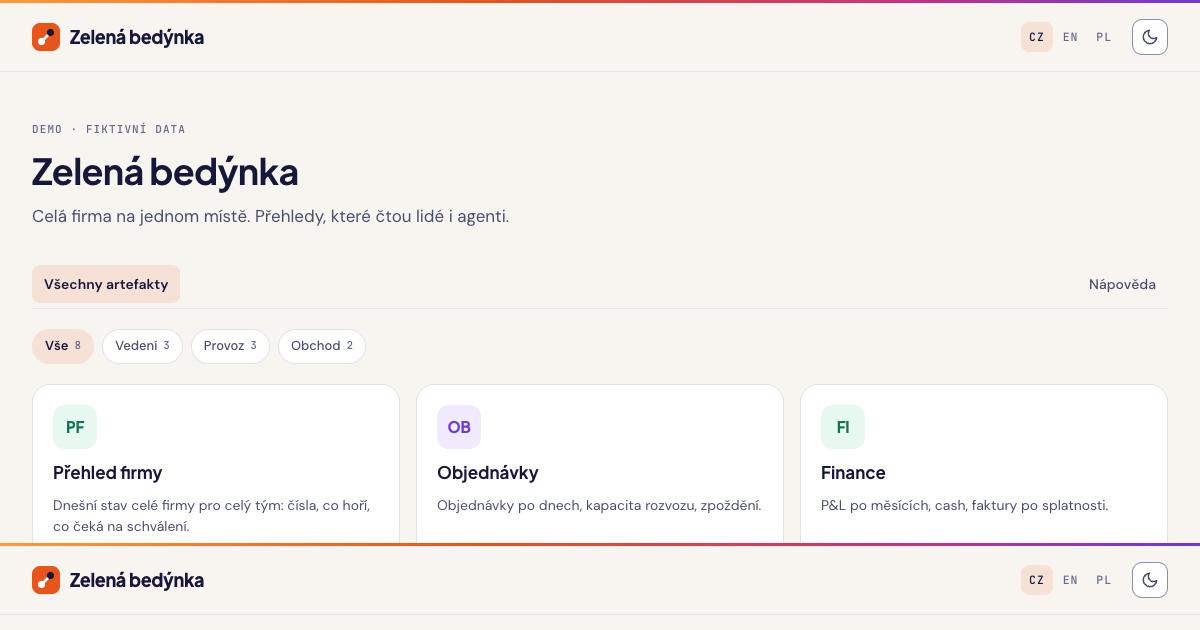 Zelená bedýnka
CZ EN PL
DEMO · FIKTIVNÍ DATA
Zelená bedýnka
Celá firma na jednom místě. Přehledy, které čtou lidé i agenti.
Všechny artefakty
Nápověda
Vše 8
Vedení 3
Provoz 3
Obchod 2
PF
Přehled firmy
Dnešní stav celé firmy pro celý tým: čísla, co hoří,
co čeká na schválení.
OB
Objednávky
Objednávky po dnech, kapacita rozvozu, zpoždění.
FI
Finance
P&L po měsících, cash, faktury po splatnosti.
Zelená bedýnka
CZ EN PL